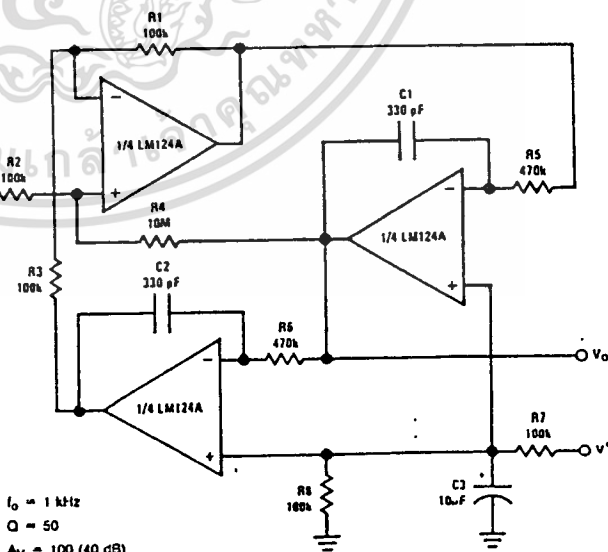 R1
100k
1/4 LM124A
R2
100k
R4
10M
C1
330 pF
R5
470k
1/4 LM124A
R3
100k
C2
330 pF
R6
470k
1/4 LM124A
Vo
R7
100k
R8
100k
C3
10μF
fo = 1 kHz
Q = 50
Av = 100 (40 dB)